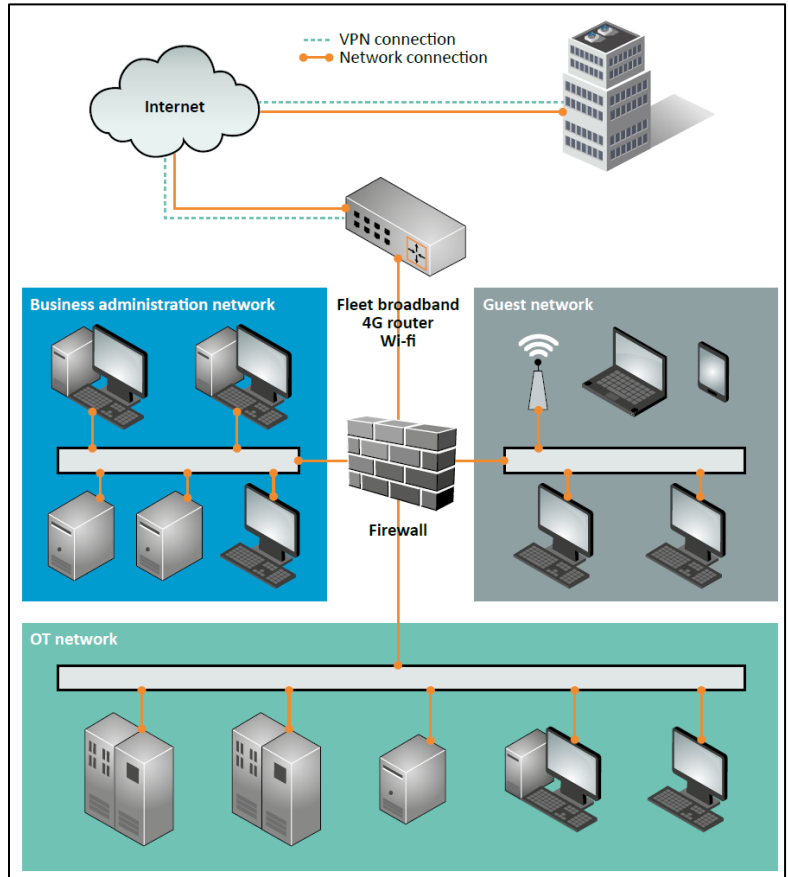 VPN connection
Network connection
Internet
Business administration network
Fleet broadband
4G router
Wi-fi
Guest network
Firewall
OT network